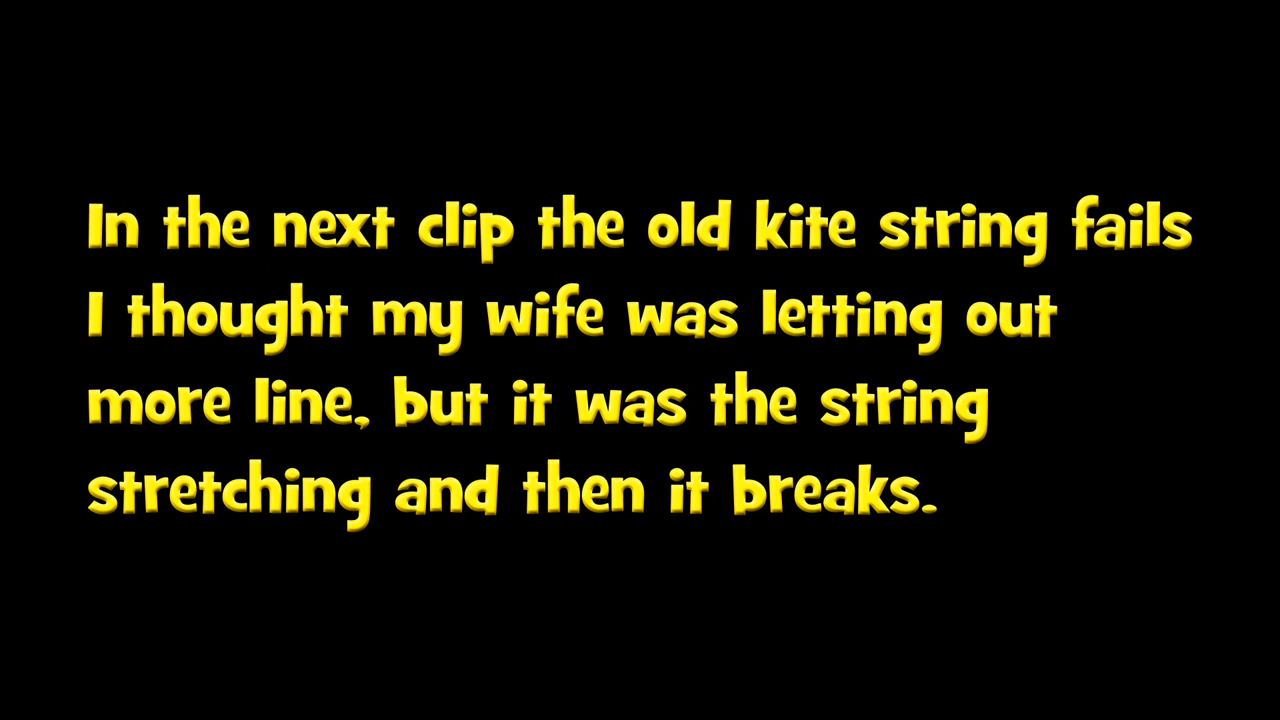 In the next clip the old kite string fails
I thought my wife was letting out
more line, but it was the string
stretching and then it breaks.